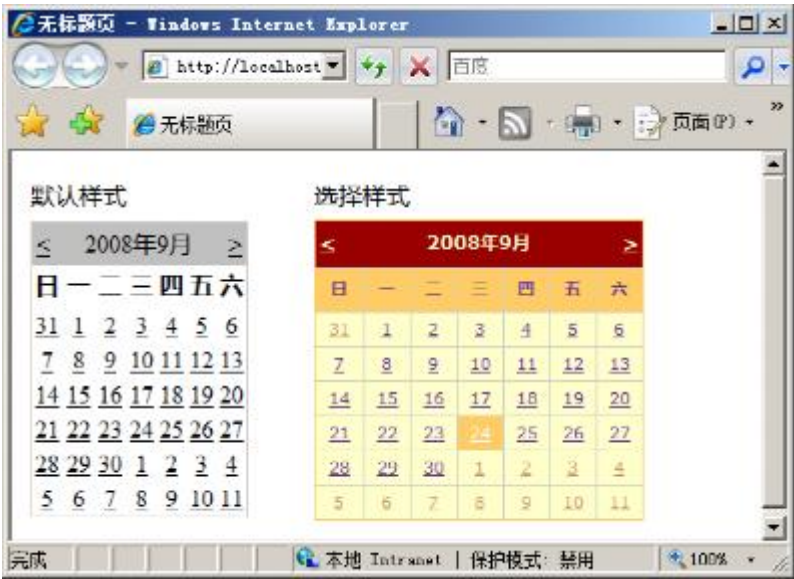 无标题页 - Windows Internet Explorer
http://localhost
百度
无标题页
页面(P)
»
默认样式 选择样式
< 2008年9月 >
日 一 二 三 四 五 六
31 1 2 3 4 5 6
7 8 9 10 11 12 13
14 15 16 17 18 19 20
21 22 23 24 25 26 27
28 29 30 1 2 3 4
5 6 7 8 9 10 11
< 2008年9月 >
日 一 二 三 四 五 六
31 1 2 3 4 5 6
7 8 9 10 11 12 13
14 15 16 17 18 19 20
21 22 23 24 25 26 27
28 29 30 1 2 3 4
5 6 7 8 9 10 11
完成 本地 Intranet | 保护模式: 禁用 100%